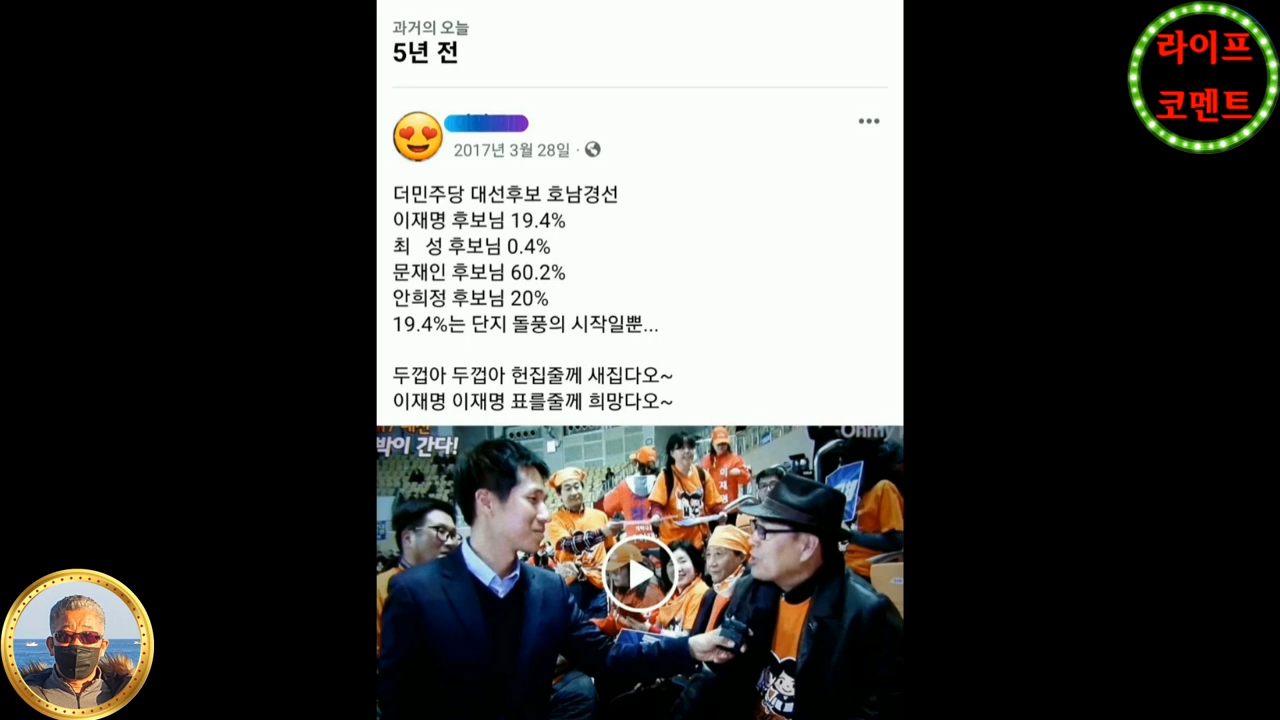 과거의 오늘
5년 전
2017년 3월 28일 ·
더민주당 대선후보 호남경선
이재명 후보님 19.4%
최 성 후보님 0.4%
문재인 후보님 60.2%
안희정 후보님 20%
19.4%는 단지 돌풍의 시작일뿐...
두껍아 두껍아 헌집줄께 새집다오~
이재명 이재명 표를줄께 희망다오~
박이 간다!
Ohmy
이재명
라이프
코멘트